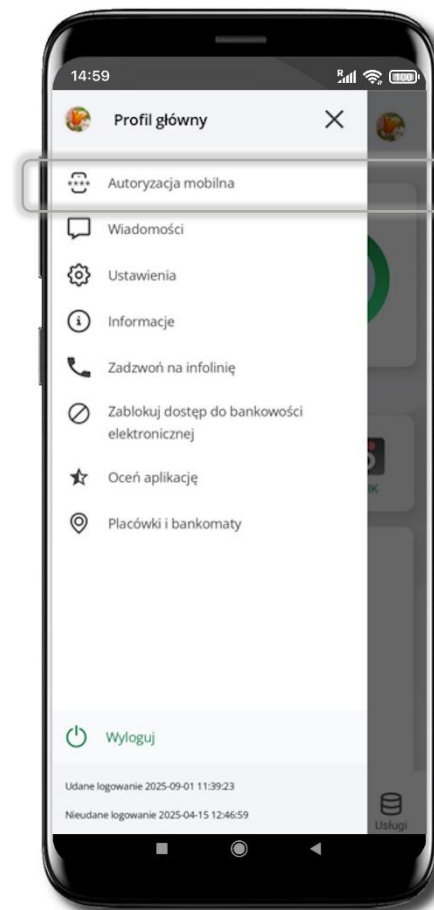 14:59
R
100
Profil główny
Autoryzacja mobilna
Wiadomości
Ustawienia
Informacje
Zadzwoń na infolinię
Zablokuj dostęp do bankowości
elektronicznej
Oceń aplikację
Placówki i bankomaty
Wyloguj
Udane logowanie 2025-09-01 11:39:23
Nieudane logowanie 2025-04-15 12:46:59
Usługi